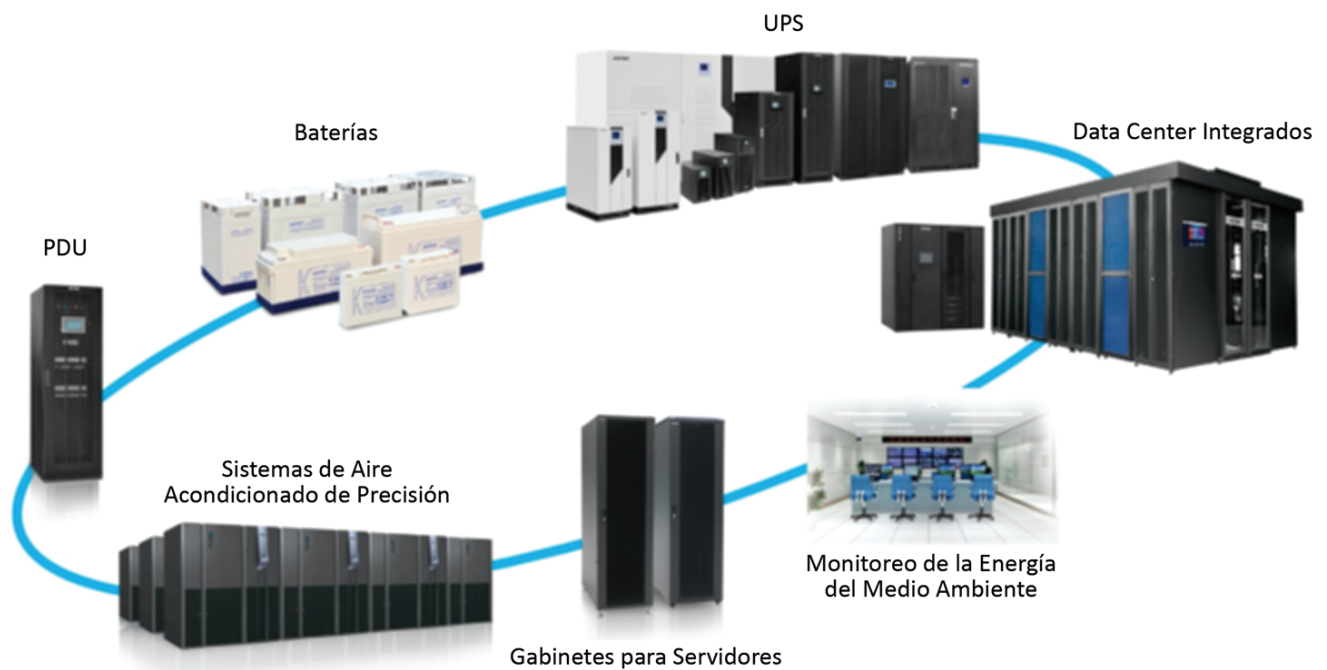 UPS
Baterías
Data Center Integrados
PDU
Sistemas de Aire
Acondicionado de Precisión
Monitoreo de la Energía
del Medio Ambiente
Gabinetes para Servidores